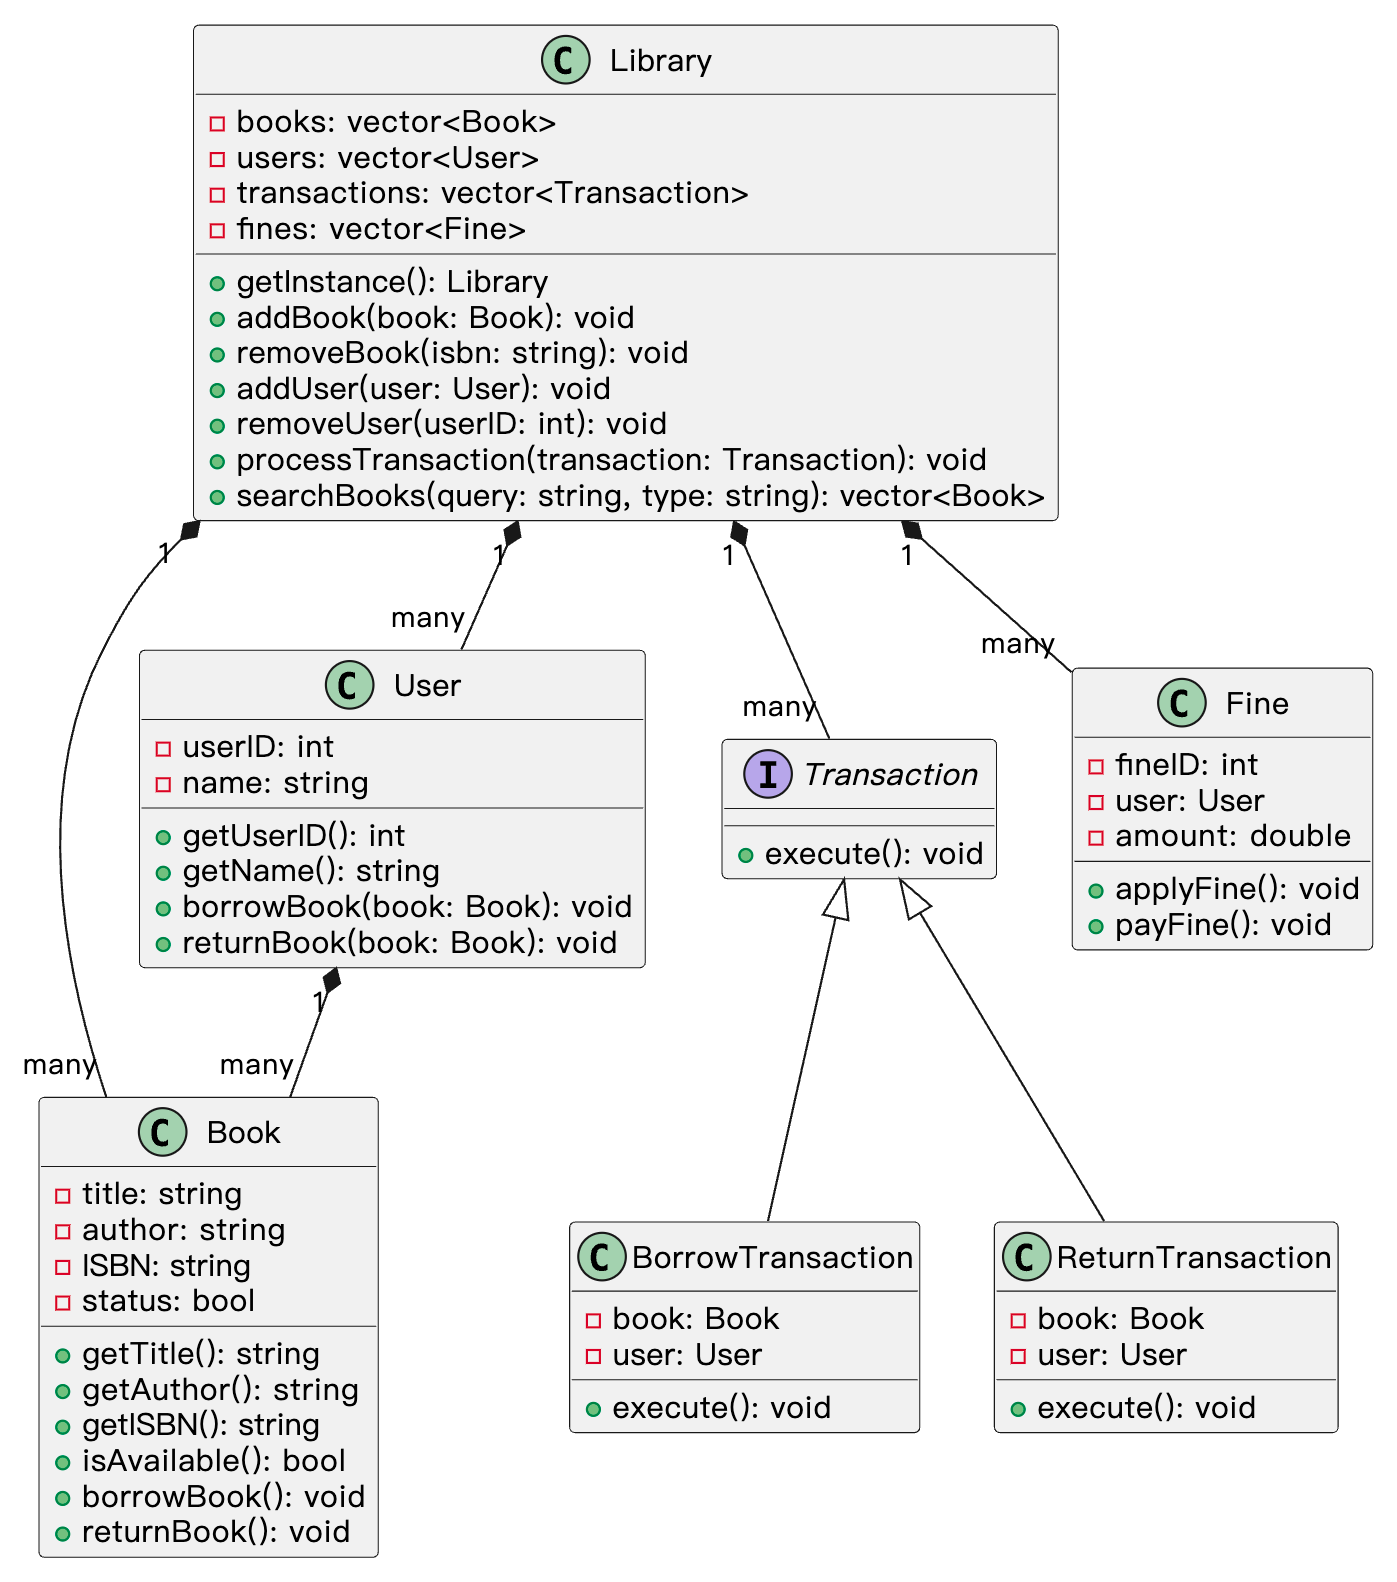 C Library
books: vector<Book>
users: vector<User>
transactions: vector<Transaction>
fines: vector<Fine>
getInstance(): Library
addBook(book: Book): void
removeBook(isbn: string): void
addUser(user: User): void
removeUser(userID: int): void
processTransaction(transaction: Transaction): void
searchBooks(query: string, type: string): vector<Book>
1
1
1
1
many
many
many
C User
userID: int
name: string
getUserID(): int
getName(): string
borrowBook(book: Book): void
returnBook(book: Book): void
I Transaction
execute(): void
C Fine
fineID: int
user: User
amount: double
applyFine(): void
payFine(): void
1
many
many
C Book
title: string
author: string
ISBN: string
status: bool
getTitle(): string
getAuthor(): string
getISBN(): string
isAvailable(): bool
borrowBook(): void
returnBook(): void
C BorrowTransaction
book: Book
user: User
execute(): void
C ReturnTransaction
book: Book
user: User
execute(): void